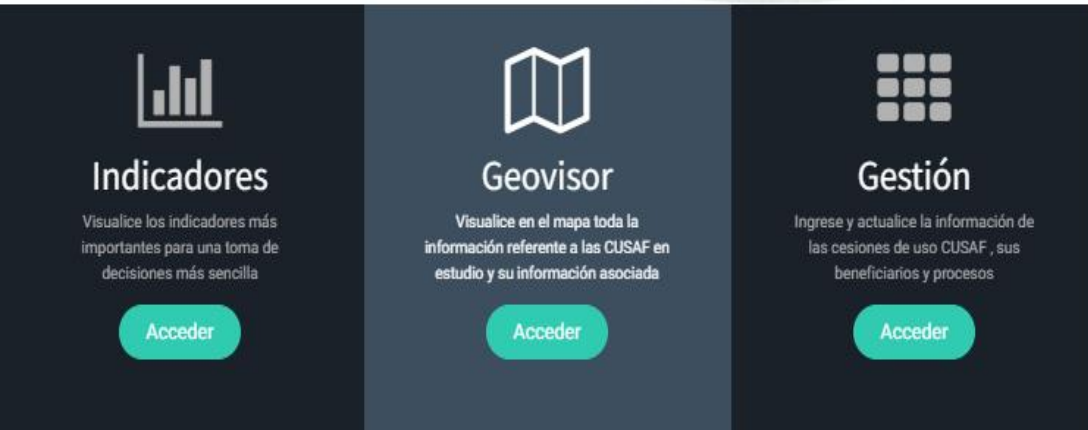 Indicadores
Visualice los indicadores más
importantes para una toma de
decisiones más sencilla
Acceder
Geovisor
Visualice en el mapa toda la
información referente a las CUSAF en
estudio y su información asociada
Acceder
Gestión
Ingrese y actualice la información de
las cesiones de uso CUSAF , sus
beneficiarios y procesos
Acceder